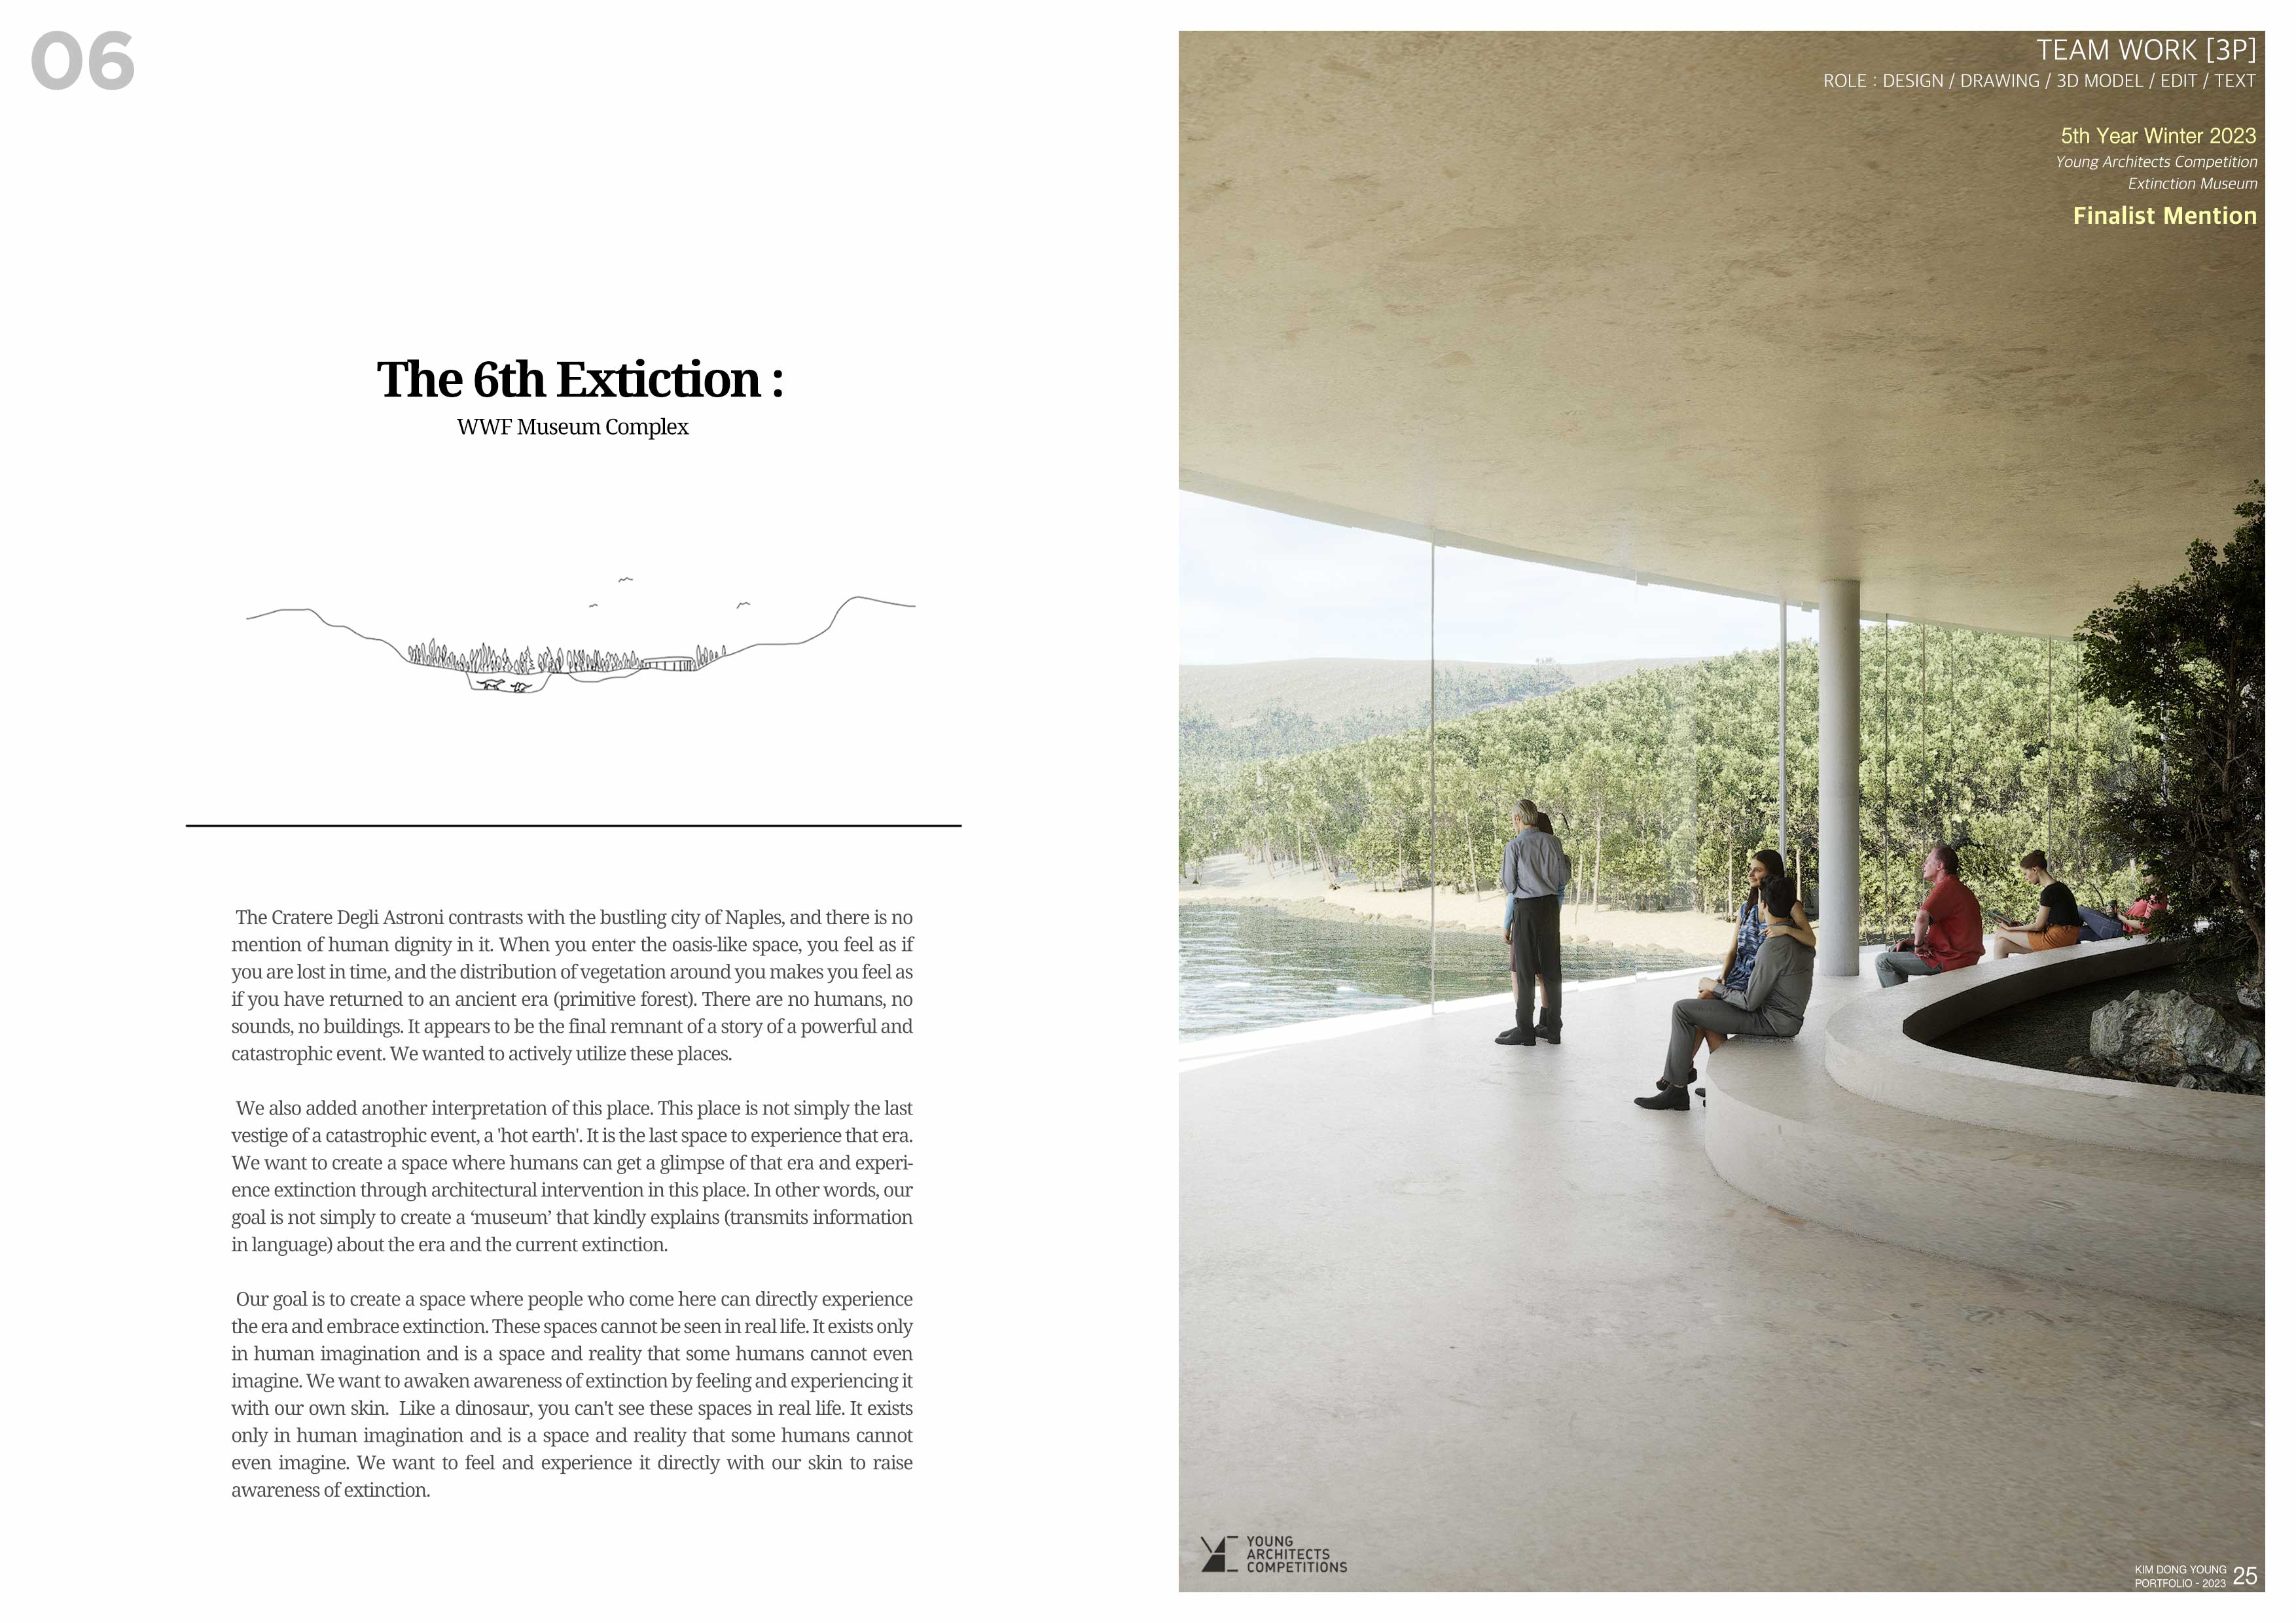 06
The 6th Extiction :
WWF Museum Complex
The Cratere Degli Astroni contrasts with the bustling city of Naples, and there is no
mention of human dignity in it. When you enter the oasis-like space, you feel as if
you are lost in time, and the distribution of vegetation around you makes you feel as
if you have returned to an ancient era (primitive forest). There are no humans, no
sounds, no buildings. It appears to be the final remnant of a story of a powerful and
catastrophic event. We wanted to actively utilize these places.
We also added another interpretation of this place. This place is not simply the last
vestige of a catastrophic event, a 'hot earth'. It is the last space to experience that era.
We want to create a space where humans can get a glimpse of that era and experi-
ence extinction through architectural intervention in this place. In other words, our
goal is not simply to create a ‘museum’ that kindly explains (transmits information
in language) about the era and the current extinction.
Our goal is to create a space where people who come here can directly experience
the era and embrace extinction. These spaces cannot be seen in real life. It exists only
in human imagination and is a space and reality that some humans cannot even
imagine. We want to awaken awareness of extinction by feeling and experiencing it
with our own skin.  Like a dinosaur, you can't see these spaces in real life. It exists
only in human imagination and is a space and reality that some humans cannot
even imagine. We want to feel and experience it directly with our skin to raise
awareness of extinction.
TEAM WORK [3P]
ROLE : DESIGN / DRAWING / 3D MODEL / EDIT / TEXT
5th Year Winter 2023
Young Architects Competition
Extinction Museum
Finalist Mention
YOUNG
ARCHITECTS
COMPETITIONS
KIM DONG YOUNG
PORTFOLIO - 2023
25